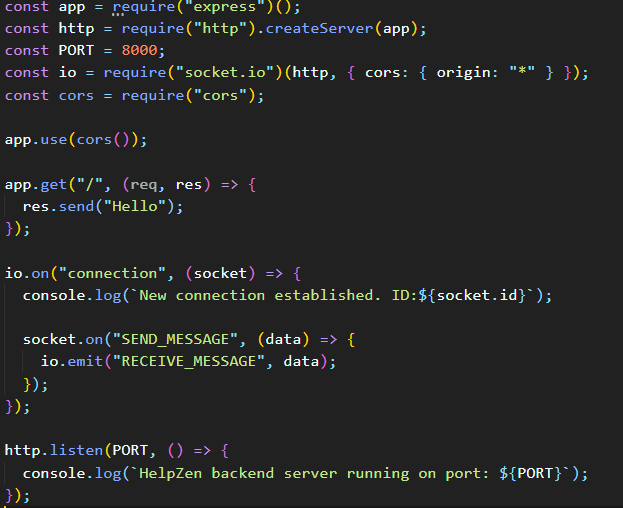 const app = require("express")();
const http = require("http").createServer(app);
const PORT = 8000;
const io = require("socket.io")(http, { cors: { origin: "*" } });
const cors = require("cors");

app.use(cors());

app.get("/", (req, res) => {
  res.send("Hello");
});

io.on("connection", (socket) => {
  console.log(`New connection established. ID:${socket.id}`);

  socket.on("SEND_MESSAGE", (data) => {
    io.emit("RECEIVE_MESSAGE", data);
  });
});

http.listen(PORT, () => {
  console.log(`HelpZen backend server running on port: ${PORT}`);
});